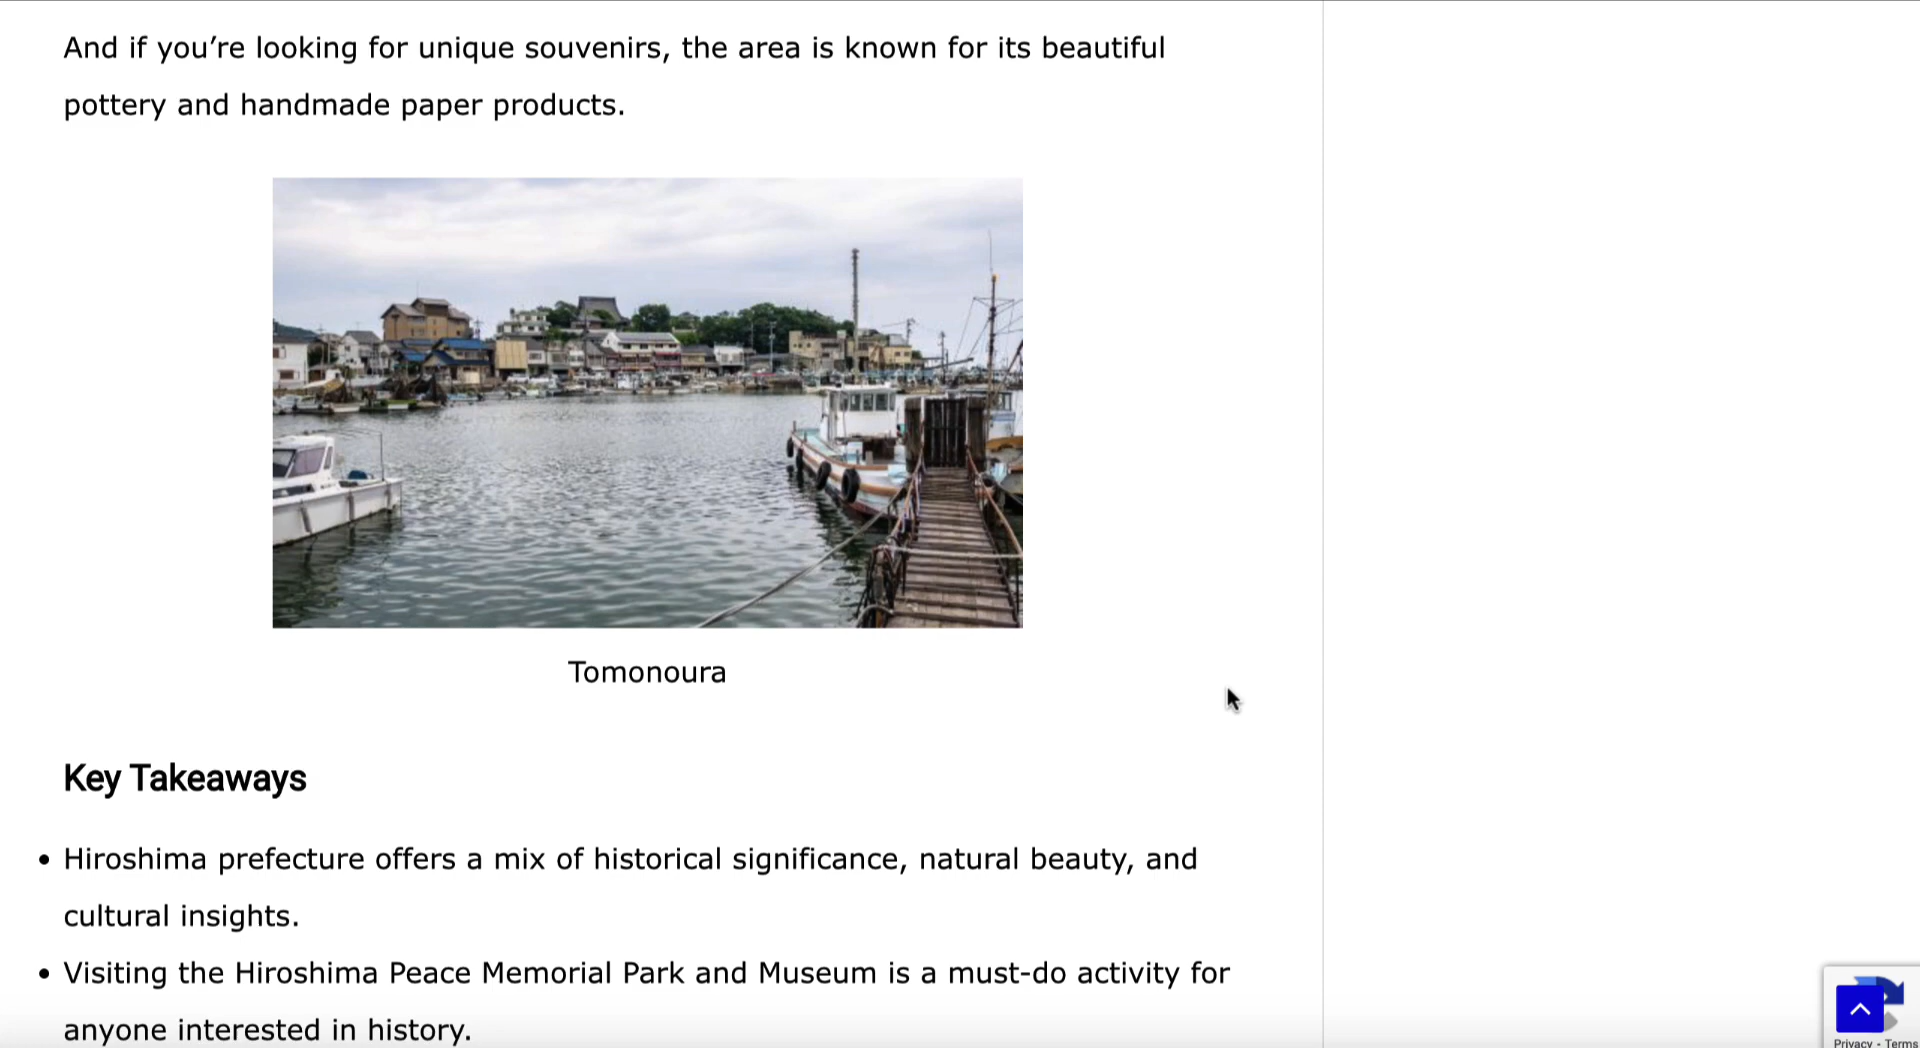 And if you’re looking for unique souvenirs, the area is known for its beautiful
pottery and handmade paper products.
Tomonoura
Key Takeaways
• Hiroshima prefecture offers a mix of historical significance, natural beauty, and
cultural insights.
• Visiting the Hiroshima Peace Memorial Park and Museum is a must-do activity for
anyone interested in history.
Privacy - Terms